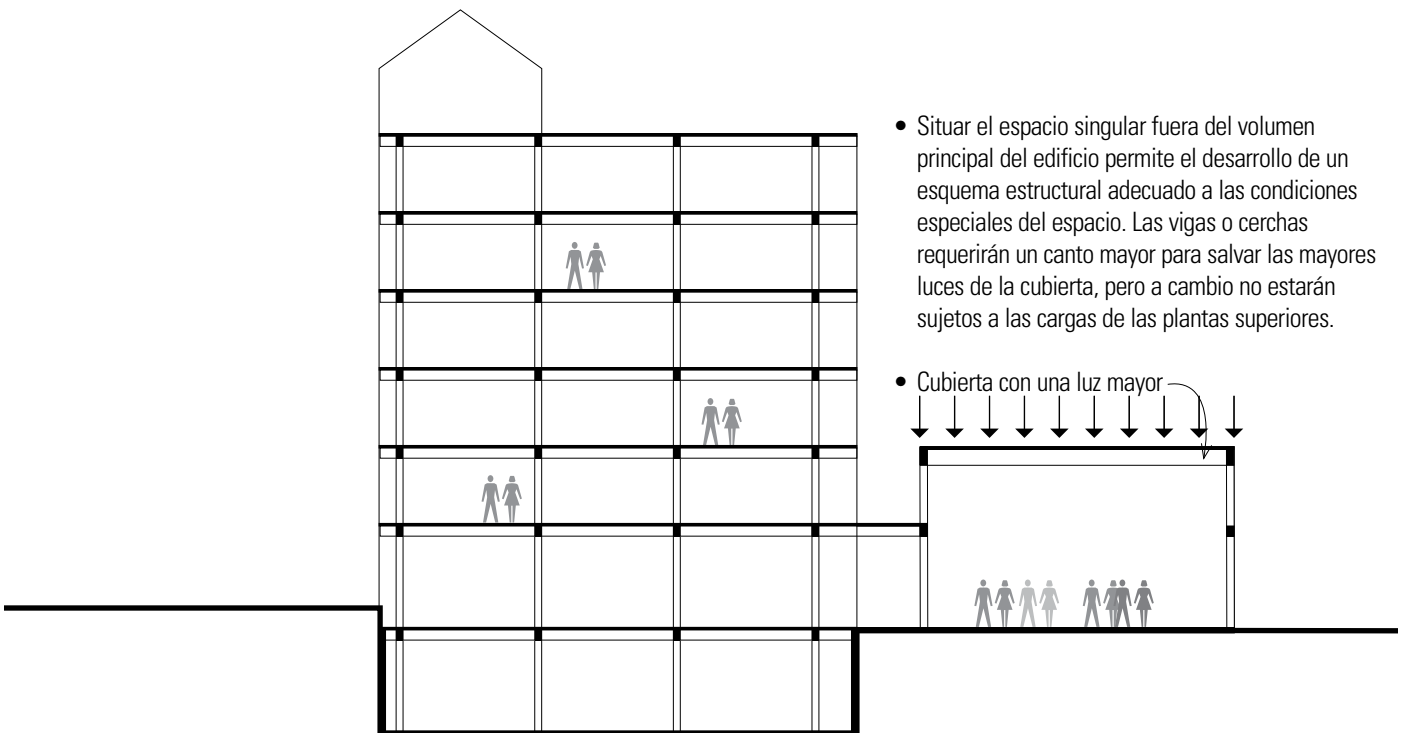 • Situar el espacio singular fuera del volumen
principal del edificio permite el desarrollo de un
esquema estructural adecuado a las condiciones
especiales del espacio. Las vigas o cerchas
requerirán un canto mayor para salvar las mayores
luces de la cubierta, pero a cambio no estarán
sujetos a las cargas de las plantas superiores.
• Cubierta con una luz mayor